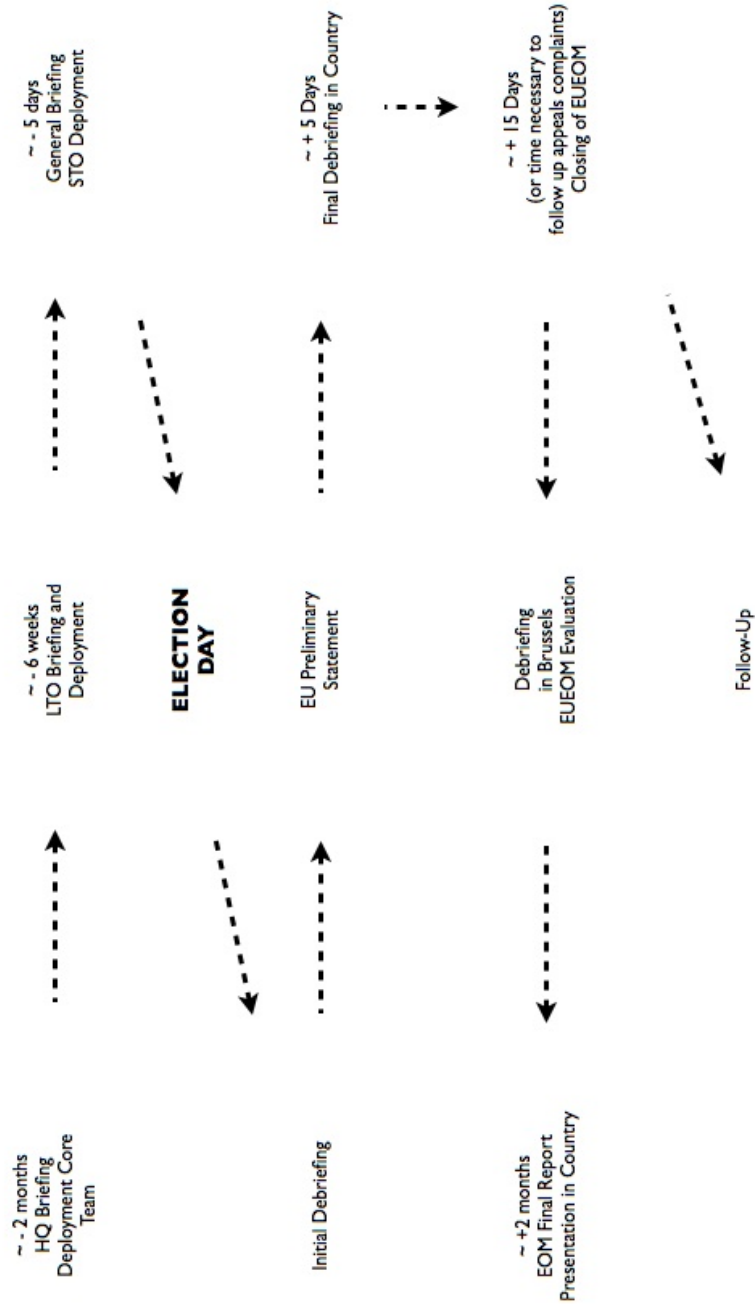 ~ - 2 months
HQ Briefing
Deployment Core
Team
~ - 6 weeks
LTO Briefing and
Deployment
~ - 5 days
General Briefing
STO Deployment
ELECTION
DAY
Initial Debriefing
EU Preliminary
Statement
~ + 5 Days
Final Debriefing in Country
~ + 15 Days
(or time necessary to
follow up appeals complaints)
Closing of EUEOM
Debriefing
in Brussels
EUEOM Evaluation
~ +2 months
EOM Final Report
Presentation in Country
Follow-Up